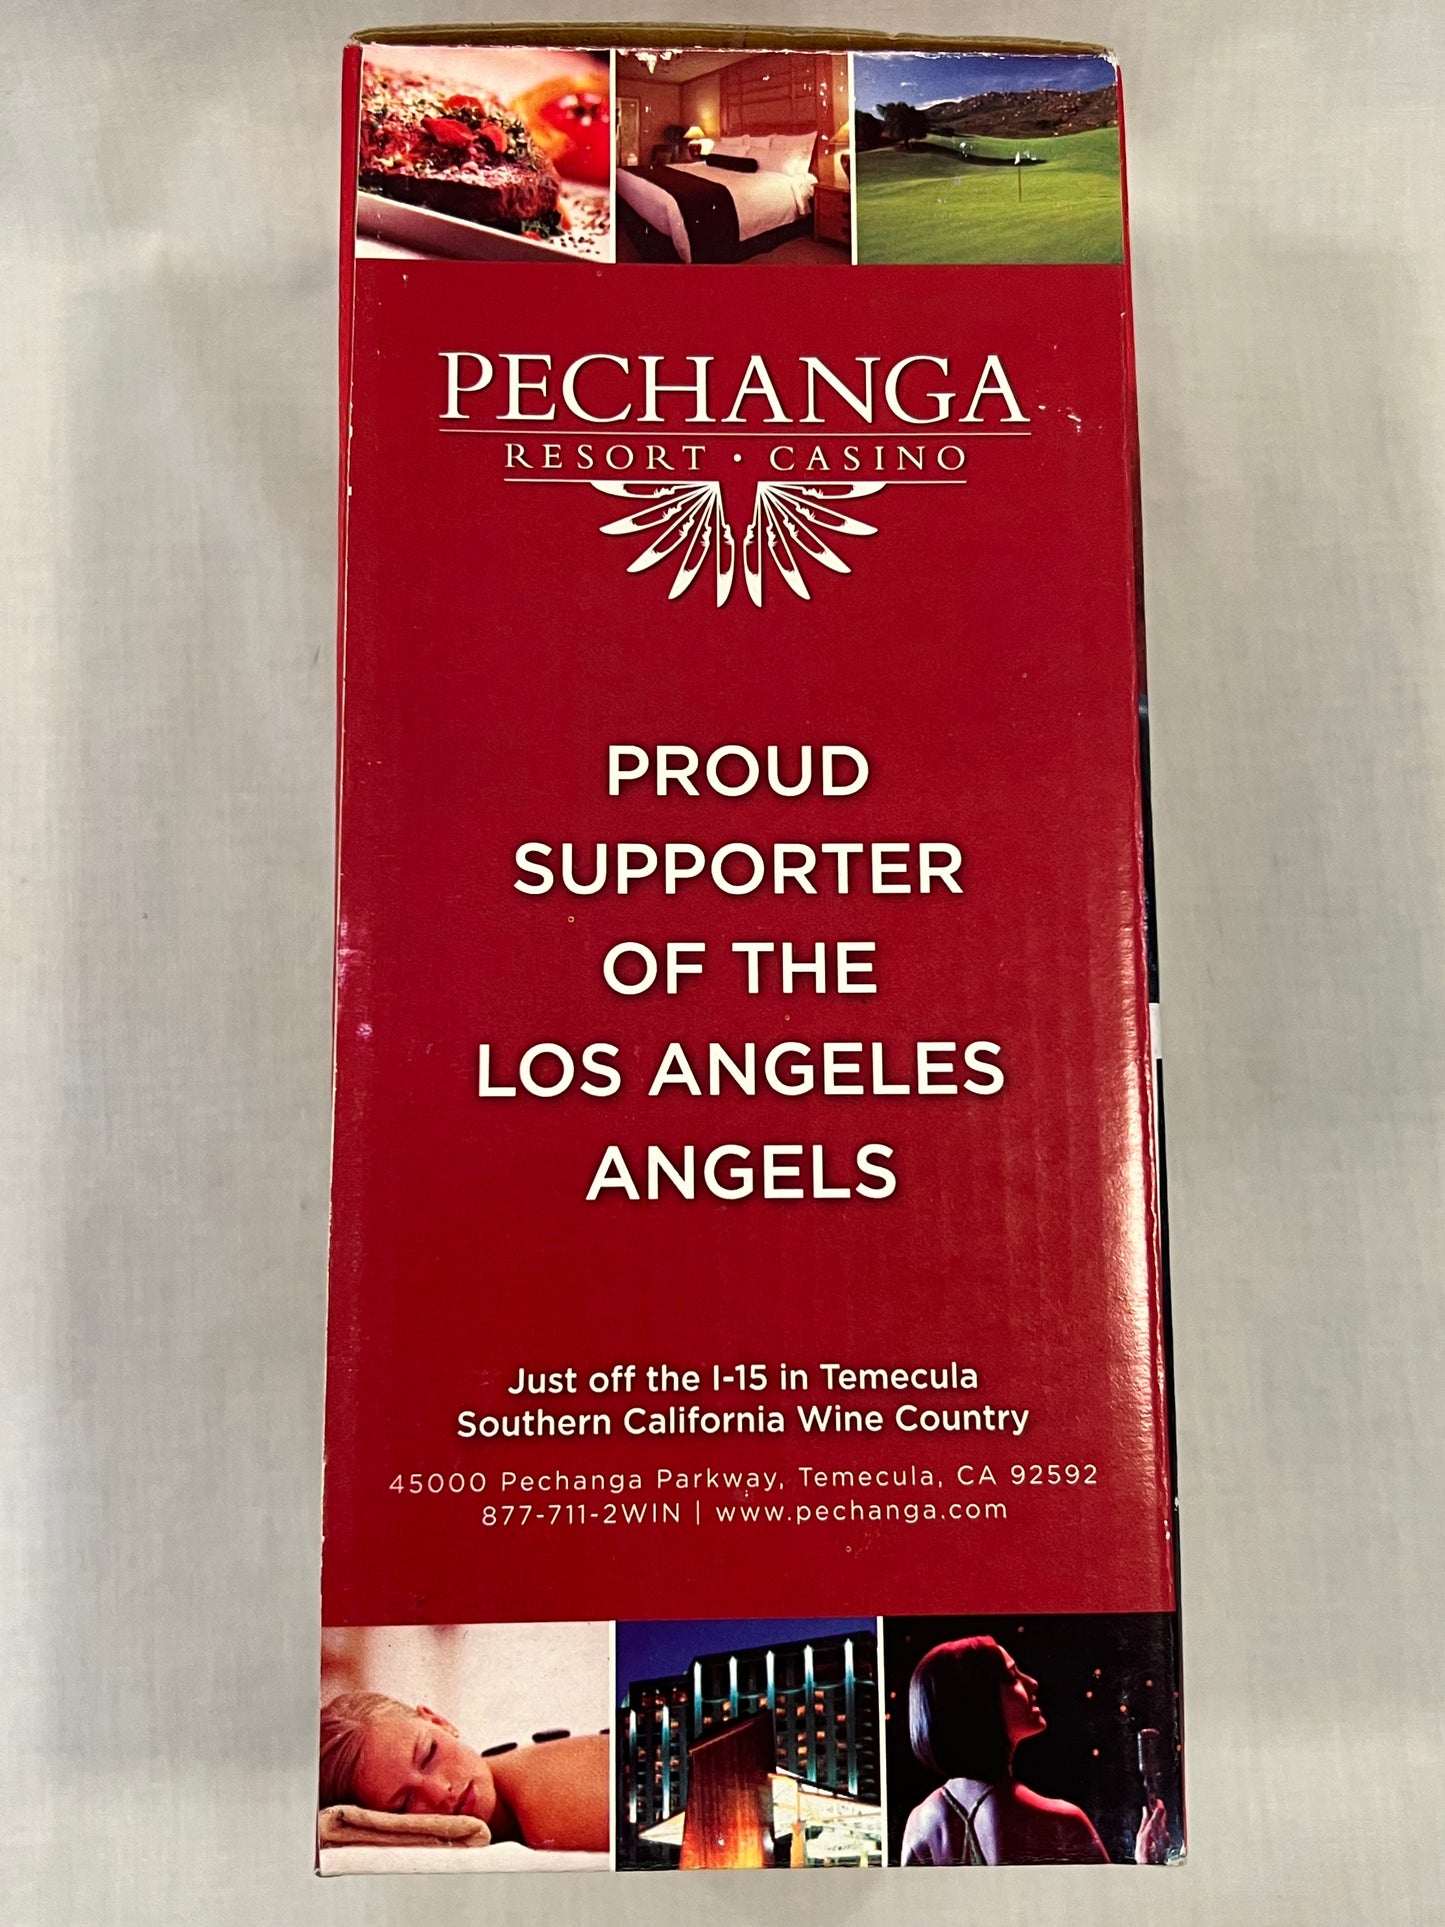 PECHANGA
RESORT · CASINO
PROUD
SUPPORTER
OF THE
LOS ANGELES
ANGELS
Just off the I-15 in Temecula
Southern California Wine Country
45000 Pechanga Parkway, Temecula, CA 92592
877-711-2WIN | www.pechanga.com